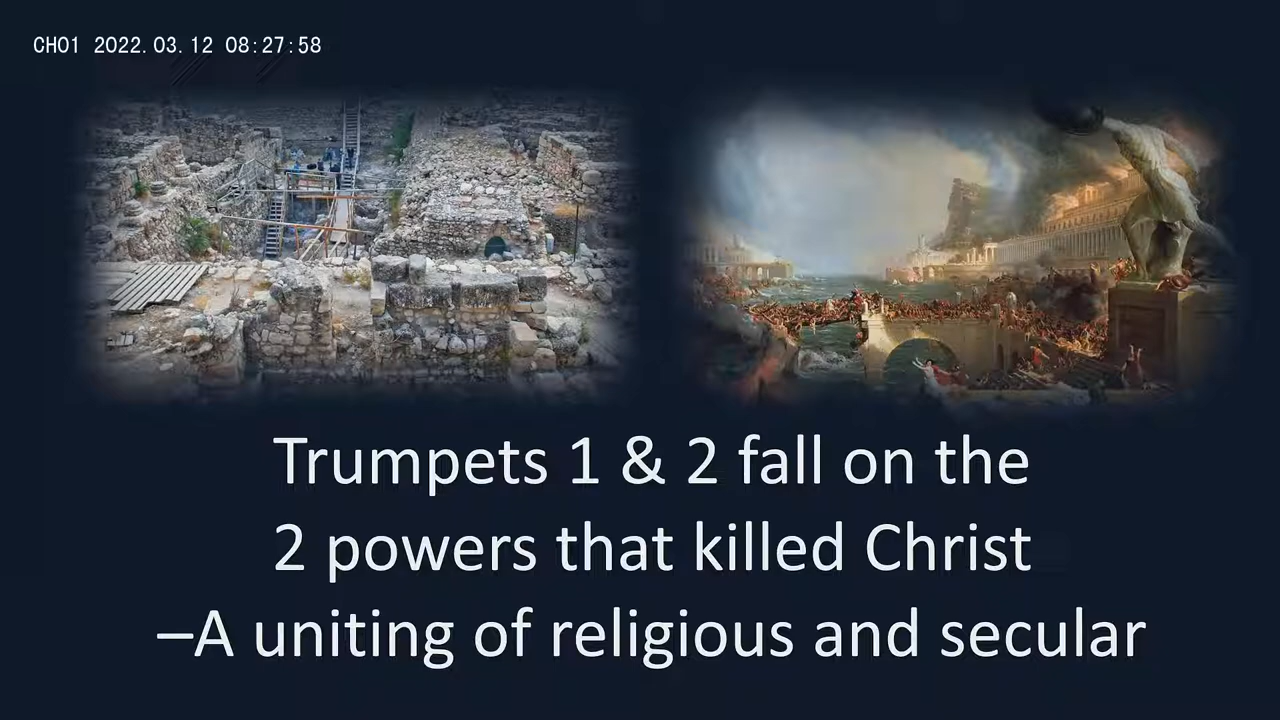 CH01 2022.03.12 08:27:58
Trumpets 1 & 2 fall on the
2 powers that killed Christ
–A uniting of religious and secular